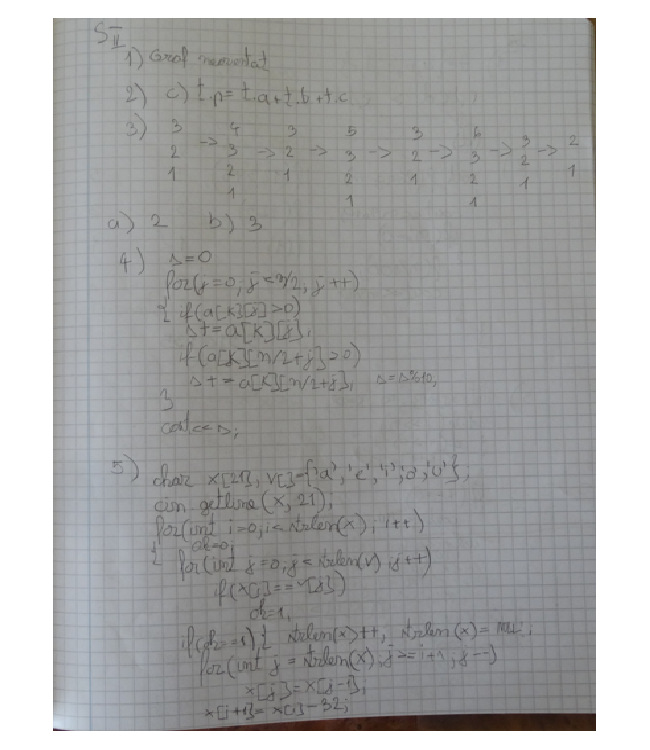 S II
1) Graf neorientat
2) c) t.p = t.a + t.b + t.c
3) 3 4 3 5 3 6 3 2
2 -> 3 -> 2 -> 3 -> 2 -> 3 -> 2 -> 1
1 2 1 2 1 2 1
1 1 1
a) 2 b) 3
4) s=0
for(j=0; j<n/2; j++)
{ if(a[k][j]>0)
s+=a[k][j];
if(a[k][n/2+j]>0)
s+=a[k][n/2+j]; s=s%10;
}
cout<<s;
5) char x[21], v[]={'a','e','i','o','u'};
cin.getline(x, 21);
for(int i=0; i<strlen(x); i++)
{ ok=0;
for(int j=0; j<strlen(v); j++)
if(x[i]==v[j])
ok=1;
if(ok==1){ strlen(x)++, strlen(x)=
for(int j=strlen(x); j>=i+1; j--)
x[j]=x[j-1];
x[i+1]=x[i]-32;